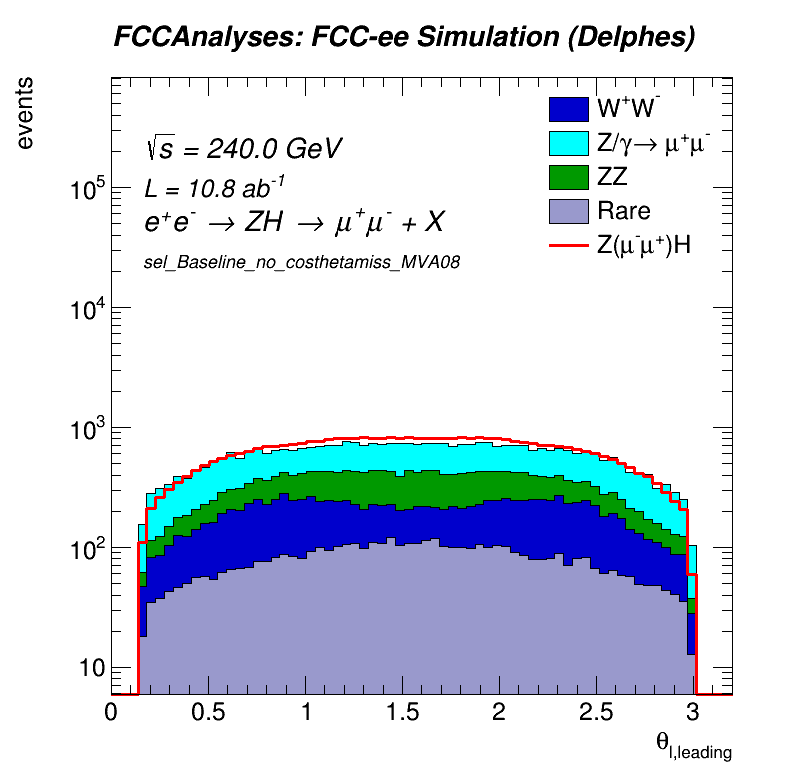 FCCAnalyses: FCC-ee Simulation (Delphes)
events
√s = 240.0 GeV
L = 10.8 ab⁻¹
e⁺e⁻ → ZH → μ⁺μ⁻ + X
sel_Baseline_no_costhetamiss_MVA08
W⁺W⁻
Z/γ→ μ⁺μ⁻
ZZ
Rare
Z(μ⁻μ⁺)H
10⁵
10⁴
10³
10²
10
0 0.5 1 1.5 2 2.5 3
θl,leading